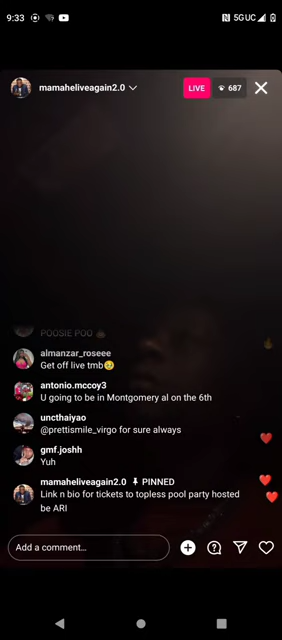 9:33
5GUC
mamaheliveagain2.0
LIVE
687
POOSIE POO
almanzar_roseee
Get off live tmb🥹
antonio.mccoy3
U going to be in Montgomery al on the 6th
uncthaiyao
@prettismile_virgo for sure always
gmf.joshh
Yuh
mamaheliveagain2.0 PINNED
Link n bio for tickets to topless pool party hosted
be ARI
Add a comment...